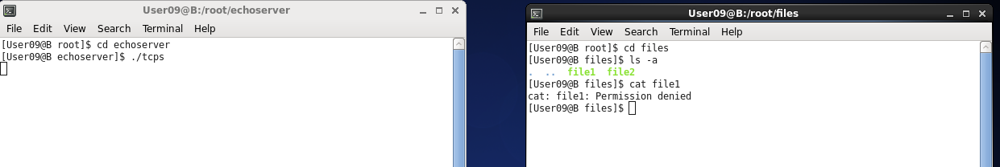 User09@B:/root/echoserver
File Edit View Search Terminal Help
[User09@B root]$ cd echoserver
[User09@B echoserver]$ ./tcps
User09@B:/root/files
File Edit View Search Terminal Help
[User09@B root]$ cd files
[User09@B files]$ ls -a
. .. file1 file2
[User09@B files]$ cat file1
cat: file1: Permission denied
[User09@B files]$